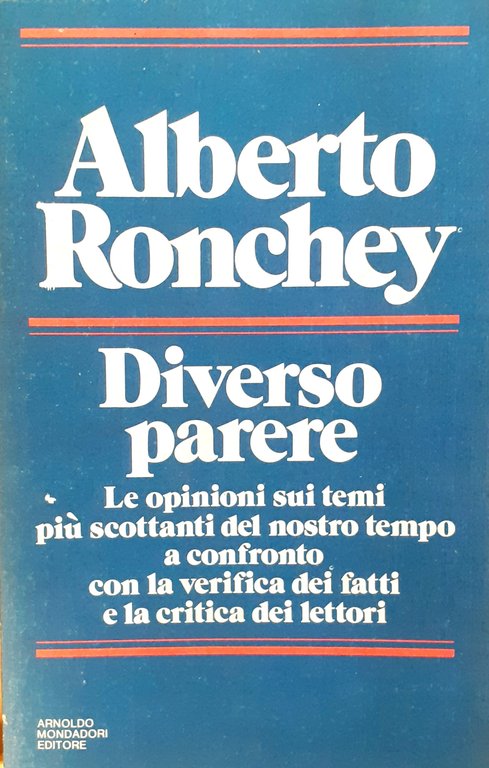 Alberto
Ronchey
Diverso
parere
Le opinioni sui temi
più scottanti del nostro tempo
a confronto
con la verifica dei fatti
e la critica dei lettori
ARNOLDO
MONDADORI
EDITORE